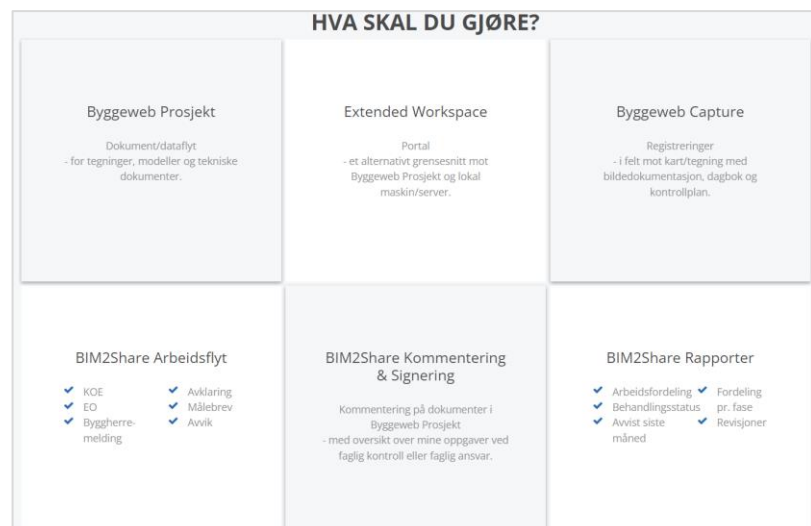 HVA SKAL DU GJØRE?
Byggeweb Prosjekt
Dokument/dataflyt
- for tegninger, modeller og tekniske
dokumenter.
Extended Workspace
Portal
- et alternativt grensesnitt mot
Byggeweb Prosjekt og lokal
maskin/server.
Byggeweb Capture
Registreringer
- i felt mot kart/tegning med
bildedokumentasjon, dagbok og
kontrollplan.
BIM2Share Arbeidsflyt
KOE
EO
Byggherre-
melding
Avklaring
Målebrev
Avvik
BIM2Share Kommentering
& Signering
Kommentering på dokumenter i
Byggeweb Prosjekt
- med oversikt over mine oppgaver ved
faglig kontroll eller faglig ansvar.
BIM2Share Rapporter
Arbeidsfordeling
Behandlingsstatus
Avvist siste
måned
Fordeling
pr. fase
Revisjoner